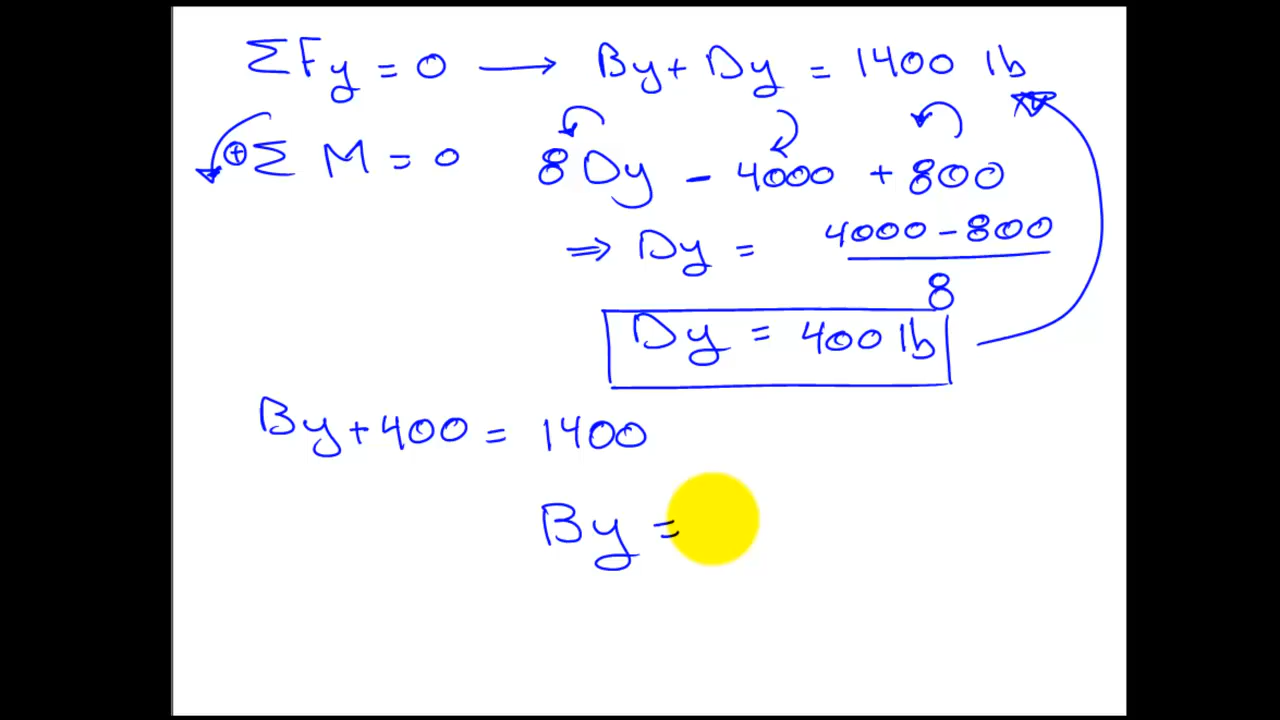 ΣFy = 0 → By + Dy = 1400 lb
⊕ Σ M = 0 8Dy - 4000 + 800
⇒ Dy = 4000 - 800
8
Dy = 400 lb
By + 400 = 1400
By =